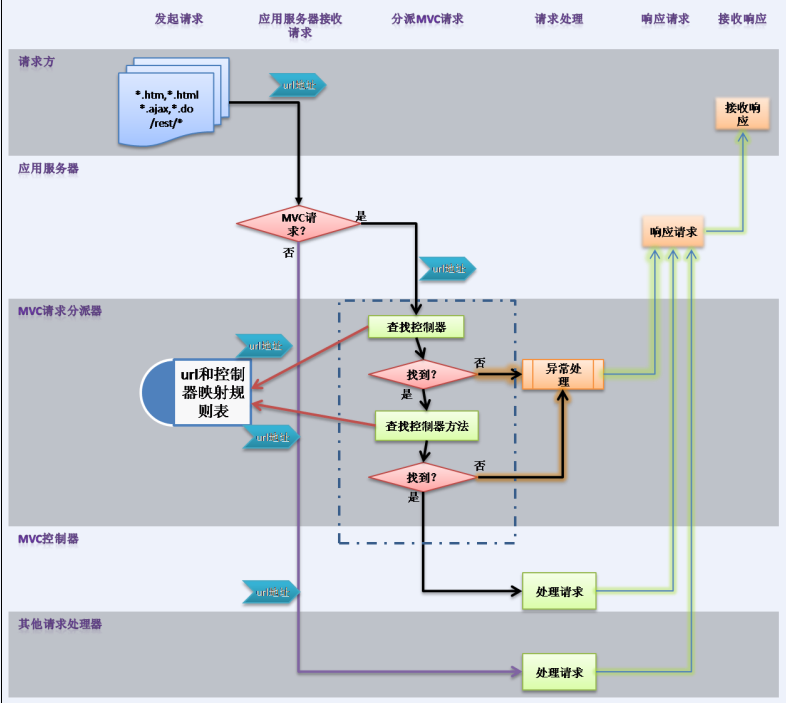 发起请求
应用服务器接收
请求
分派MVC请求
请求处理
响应请求
接收响应
请求方
*.htm,*.html
*.ajax,*.do
/rest/*
url地址
接收响
应
应用服务器
MVC请
求?
是
否
url地址
响应请求
MVC请求分派器
查找控制器
url地址
找到?
否
是
异常处
理
url和控制
器映射规
则表
查找控制器方法
url地址
找到?
否
是
MVC控制器
url地址
处理请求
其他请求处理器
处理请求